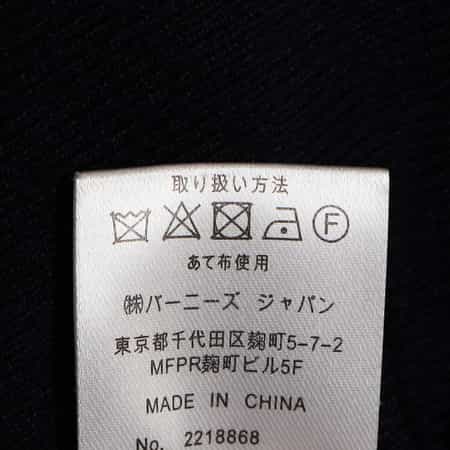 取り扱い方法
F
あて布使用
㈱バーニーズ ジャパン
東京都千代田区麹町5-7-2
MFPR麹町ビル5F
MADE IN CHINA
No. 2218868